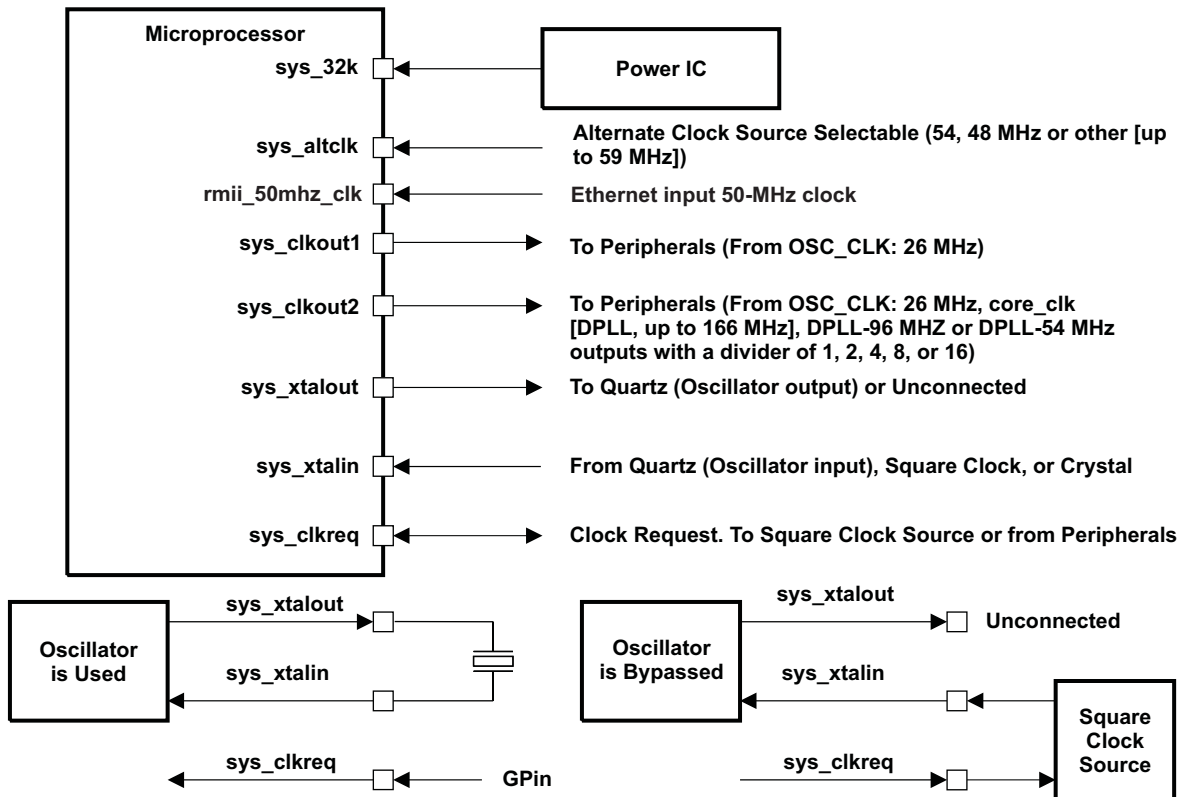 Microprocessor
sys_32k
Power IC
sys_altclk
Alternate Clock Source Selectable (54, 48 MHz or other [up
to 59 MHz])
rmii_50mhz_clk
Ethernet input 50-MHz clock
sys_clkout1
To Peripherals (From OSC_CLK: 26 MHz)
sys_clkout2
To Peripherals (From OSC_CLK: 26 MHz, core_clk
[DPLL, up to 166 MHz], DPLL-96 MHZ or DPLL-54 MHz
outputs with a divider of 1, 2, 4, 8, or 16)
sys_xtalout
To Quartz (Oscillator output) or Unconnected
sys_xtalin
From Quartz (Oscillator input), Square Clock, or Crystal
sys_clkreq
Clock Request. To Square Clock Source or from Peripherals
Oscillator
is Used
sys_xtalout
sys_xtalin
sys_clkreq
GPin
Oscillator
is Bypassed
sys_xtalout
Unconnected
sys_xtalin
sys_clkreq
Square
Clock
Source